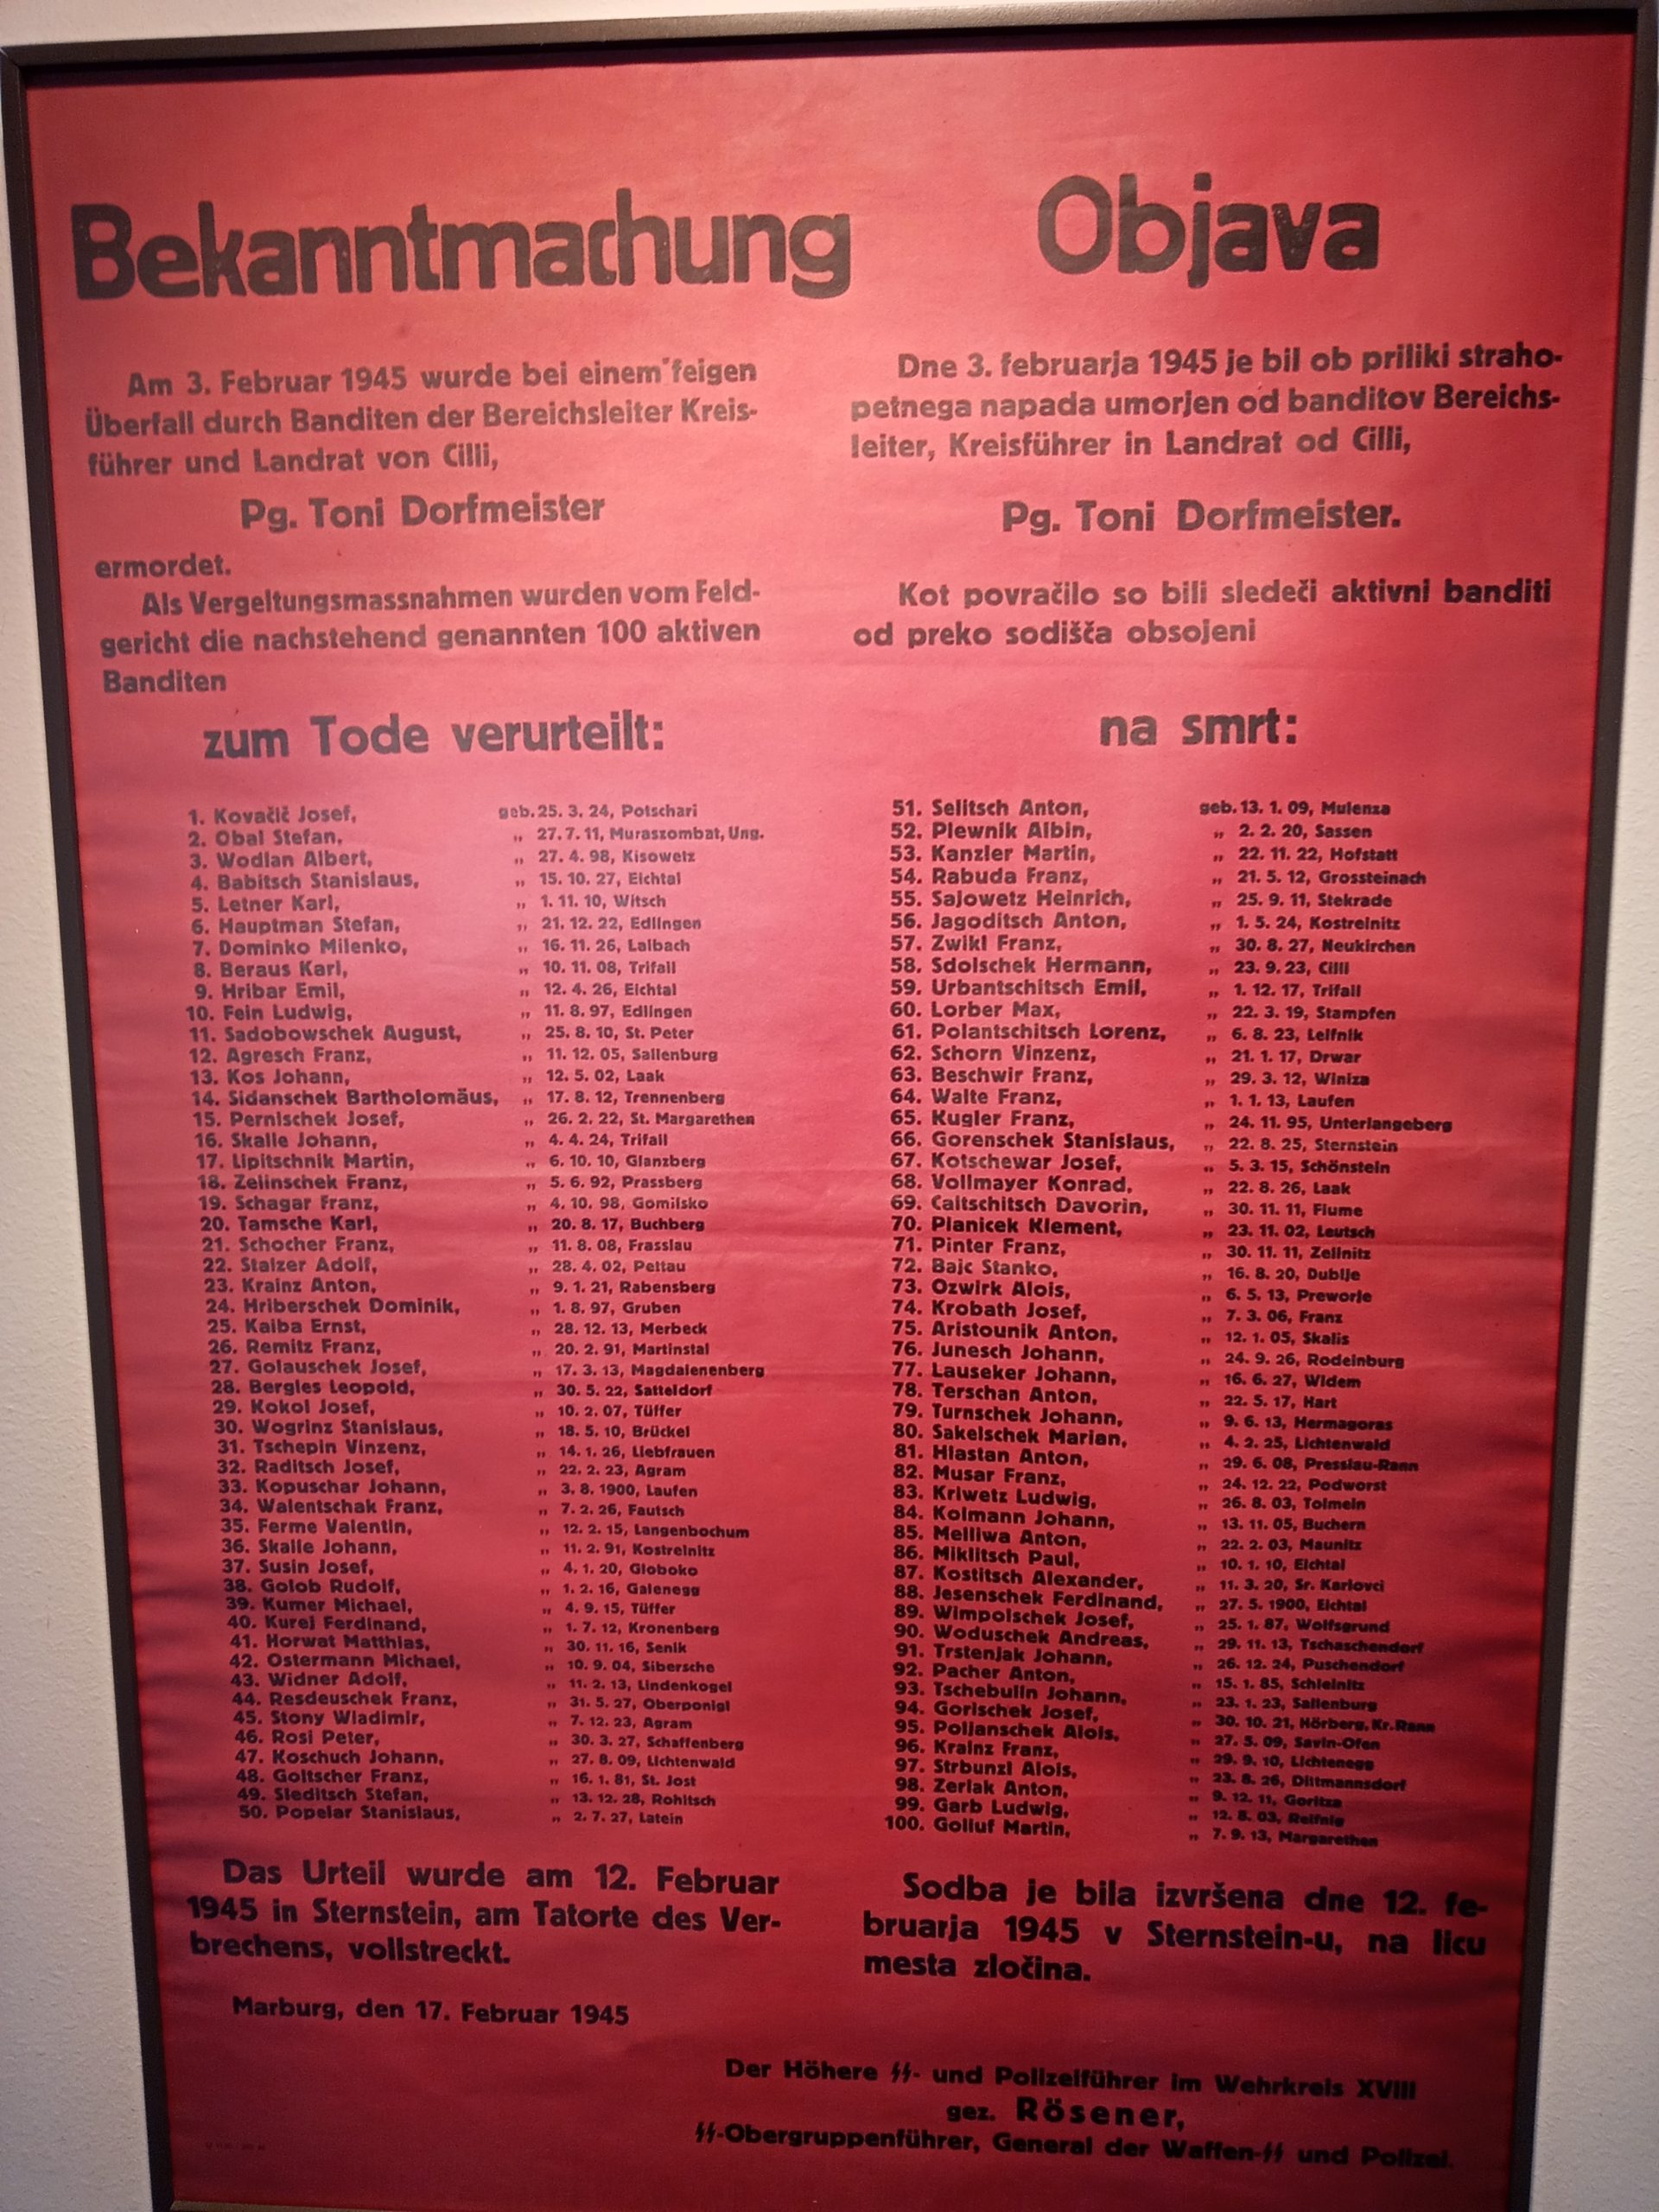 Bekanntmachung
Am 3. Februar 1945 wurde bei einem feigen
Überfall durch Banditen der Bereichsleiter Kreis-
führer und Landrat von Cilli,
Pg. Toni Dorfmeister
ermordet.
Als Vergeltungsmassnahmen wurden vom Feld-
gericht die nachstehend genannten 100 aktiven
Banditen
zum Tode verurteilt:
Objava
Dne 3. februarja 1945 je bil ob priliki straho-
petnega napada umorjen od banditov Bereichs-
leiter, Kreisführer in Landrat od Cilli,
Pg. Toni Dorfmeister.
Kot povračilo so bili sledeči aktivni banditi
od preko sodišča obsojeni
na smrt:
1. Kovačič Josef, geb. 25. 3. 24, Potschari
2. Obal Stefan, „ 27. 7. 11, Muraszombat, Ung.
3. Wodlan Albert, „ 27. 4. 98, Kisowetz
4. Babitsch Stanislaus, „ 15. 10. 27, Eichtal
5. Letner Karl, „ 1. 11. 10, Witsch
6. Hauptman Stefan, „ 21. 12. 22, Edlingen
7. Dominko Milenko, „ 16. 11. 26, Laibach
8. Beraus Karl, „ 10. 11. 08, Trifail
9. Hribar Emil, „ 12. 4. 26, Eichtal
10. Fein Ludwig, „ 11. 8. 97, Edlingen
11. Sadobowschek August, „ 25. 8. 10, St. Peter
12. Agresch Franz, „ 11. 12. 05, Sallenburg
13. Kos Johann, „ 12. 5. 02, Laak
14. Sidanschek Bartholomäus, „ 17. 8. 12, Trennenberg
15. Pernischek Josef, „ 26. 2. 22, St. Margarethen
16. Skalle Johann, „ 4. 4. 24, Trifail
17. Lipitschnik Martin, „ 6. 10. 10, Glanzberg
18. Zelinschek Franz, „ 5. 6. 92, Prassberg
19. Schagar Franz, „ 4. 10. 98, Gomilsko
20. Tamsche Karl, „ 20. 8. 17, Buchberg
21. Schocher Franz, „ 11. 8. 08, Frasslau
22. Stalzer Adolf, „ 28. 4. 02, Pettau
23. Krainz Anton, „ 9. 1. 21, Rabensberg
24. Hriberschek Dominik, „ 1. 8. 97, Gruben
25. Kaiba Ernst, „ 28. 12. 13, Merbeck
26. Remitz Franz, „ 20. 2. 91, Martinstal
27. Golauschek Josef, „ 17. 3. 13, Magdalenenberg
28. Bergles Leopold, „ 30. 5. 22, Satteldorf
29. Kokol Josef, „ 10. 2. 07, Tüffer
30. Wogrinz Stanislaus, „ 18. 5. 10, Brückel
31. Tschepin Vinzenz, „ 14. 1. 26, Liebfrauen
32. Raditsch Josef, „ 22. 2. 23, Agram
33. Kopuschar Johann, „ 3. 8. 1900, Laufen
34. Walentschak Franz, „ 7. 2. 26, Fautsch
35. Ferme Valentin, „ 12. 2. 15, Langenbochum
36. Skalle Johann, „ 11. 2. 91, Kostreinitz
37. Susin Josef, „ 4. 1. 20, Globoko
38. Golob Rudolf, „ 1. 2. 16, Galenegg
39. Kumer Michael, „ 4. 9. 15, Tüffer
40. Kurej Ferdinand, „ 1. 7. 12, Kronenberg
41. Horwat Matthias, „ 30. 11. 16, Senik
42. Ostermann Michael, „ 10. 9. 04, Sibersche
43. Widner Adolf, „ 11. 2. 13, Lindenkogel
44. Resdeuschek Franz, „ 31. 5. 27, Oberponigl
45. Stony Wladimir, „ 7. 12. 23, Agram
46. Rosi Peter, „ 30. 3. 27, Schaffenberg
47. Koschuch Johann, „ 27. 8. 09, Lichtenwald
48. Goltscher Franz, „ 16. 1. 81, St. Jost
49. Sleditsch Stefan, „ 13. 12. 28, Rohitsch
50. Popelar Stanislaus, „ 2. 7. 27, Latein
51. Selitsch Anton, geb. 13. 1. 09, Mulenza
52. Plewnik Albin, „ 2. 2. 20, Sassen
53. Kanzler Martin, „ 22. 11. 22, Hofstatt
54. Rabuda Franz, „ 21. 5. 12, Grossteinach
55. Sajowetz Heinrich, „ 25. 9. 11, Stekrade
56. Jagoditsch Anton, „ 1. 5. 24, Kostreinitz
57. Zwikl Franz, „ 30. 8. 27, Neukirchen
58. Sdolschek Hermann, „ 23. 9. 23, Cilli
59. Urbantschitsch Emil, „ 1. 12. 17, Trifail
60. Lorber Max, „ 22. 3. 19, Stampfen
61. Polantschitsch Lorenz, „ 6. 8. 23, Leifnik
62. Schorn Vinzenz, „ 21. 1. 17, Drwar
63. Beschwir Franz, „ 29. 3. 12, Winiza
64. Walte Franz, „ 1. 1. 13, Laufen
65. Kugler Franz, „ 24. 11. 95, Unterlangeberg
66. Gorenschek Stanislaus, „ 22. 8. 25, Sternstein
67. Kotschewar Josef, „ 5. 3. 15, Schönstein
68. Vollmayer Konrad, „ 22. 8. 26, Laak
69. Caltschitsch Davorin, „ 30. 11. 11, Fiume
70. Planicek Klement, „ 23. 11. 02, Leutsch
71. Pinter Franz, „ 30. 11. 11, Zellnitz
72. Bajc Stanko, „ 16. 8. 20, Dublje
73. Ozwirk Alois, „ 6. 5. 13, Preworje
74. Krobath Josef, „ 7. 3. 06, Franz
75. Aristounik Anton, „ 12. 1. 05, Skalis
76. Junesch Johann, „ 24. 9. 26, Rodeinburg
77. Lauseker Johann, „ 16. 6. 27, Widem
78. Terschan Anton, „ 22. 5. 17, Hart
79. Turnschek Johann, „ 9. 6. 13, Hermagoras
80. Sakelschek Marian, „ 4. 2. 25, Lichtenwald
81. Hlastan Anton, „ 29. 6. 08, Presslau-Rann
82. Musar Franz, „ 24. 12. 22, Podworst
83. Kriwetz Ludwig, „ 26. 8. 03, Tolmein
84. Kolmann Johann, „ 13. 11. 05, Buchern
85. Melliwa Anton, „ 22. 2. 03, Maunitz
86. Miklitsch Paul, „ 10. 1. 10, Eichtal
87. Kostitsch Alexander, „ 11. 3. 20, Sr. Karlovci
88. Jesenschek Ferdinand, „ 27. 5. 1900, Eichtal
89. Wimpolschek Josef, „ 25. 1. 87, Wolfsgrund
90. Woduschek Andreas, „ 29. 11. 13, Tschaschendorf
91. Trstenjak Johann, „ 26. 12. 24, Puschendorf
92. Pacher Anton, „ 15. 1. 85, Schleinitz
93. Tschebulin Johann, „ 23. 1. 23, Sallenburg
94. Gorischek Josef, „ 30. 10. 21, Hörberg, Kr. Rann
95. Poljanschek Alois, „ 27. 5. 09, Savin-Ofen
96. Krainz Franz, „ 29. 9. 10, Lichtenegg
97. Strbunzl Alois, „ 23. 8. 26, Dittmannsdorf
98. Zerlak Anton, „ 9. 12. 11, Goritza
99. Garb Ludwig, „ 12. 8. 03, Reifnig
100. Golluf Martin, „ 7. 9. 13, Margarethen
Das Urteil wurde am 12. Februar
1945 in Sternstein, am Tatorte des Ver-
brechens, vollstreckt.
Marburg, den 17. Februar 1945
Sodba je bila izvršena dne 12. fe-
bruarja 1945 v Sternstein-u, na licu
mesta zločina.
Der Höhere SS- und Polizeiführer im Wehrkreis XVIII
gez. Rösener,
SS-Obergruppenführer, General der Waffen-SS und Polizei.